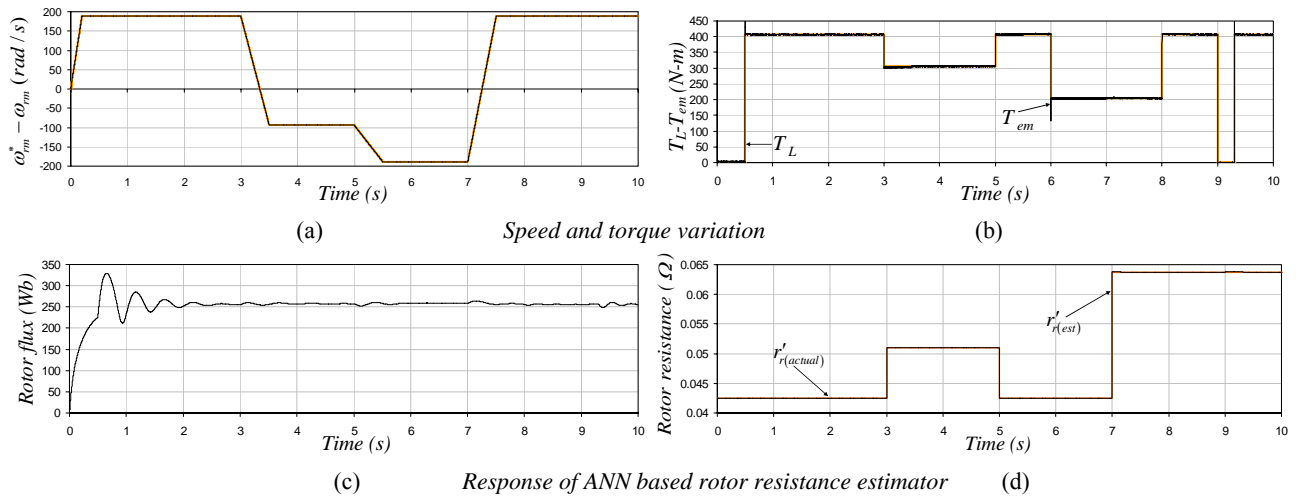 ω*rm – ωrm (rad / s)
200
150
100
50
0
-50
-100
-150
-200
0 1 2 3 4 5 6 7 8 9 10
Time (s)
TL-Tem (N-m)
450
400
350
300
250
200
150
100
50
0
TL
Tem
0 1 2 3 4 5 6 7 8 9 10
Time (s)
(a) Speed and torque variation (b)
Rotor flux (Wb)
350
300
250
200
150
100
50
0
0 1 2 3 4 5 6 7 8 9 10
Time (s)
Rotor resistance ( Ω)
0.065
0.06
0.055
0.05
0.045
0.04
r′r(actual)
r′r(est)
0 1 2 3 4 5 6 7 8 9 10
Time (s)
(c) Response of ANN based rotor resistance estimator (d)